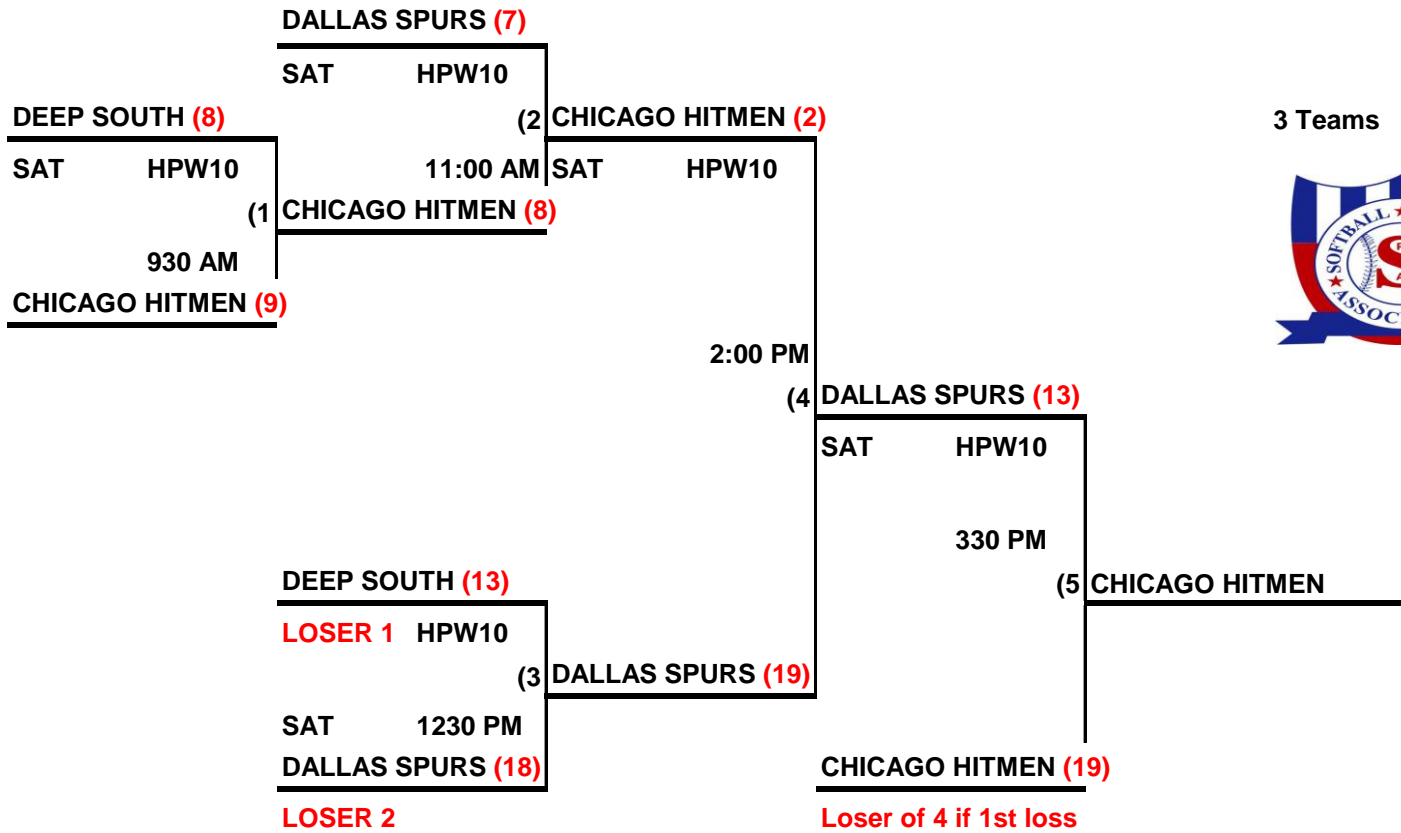 DALLAS SPURS (7)
SAT HPW10
DEEP SOUTH (8)
(2 CHICAGO HITMEN (2)
3 Teams
SAT HPW10
11:00 AM SAT HPW10
(1 CHICAGO HITMEN (8)
930 AM
CHICAGO HITMEN (9)
SOFTBALL
ASSOC
2:00 PM
(4 DALLAS SPURS (13)
SAT HPW10
330 PM
DEEP SOUTH (13)
(5 CHICAGO HITMEN
LOSER 1 HPW10
(3 DALLAS SPURS (19)
SAT 1230 PM
DALLAS SPURS (18)
CHICAGO HITMEN (19)
LOSER 2
Loser of 4 if 1st loss